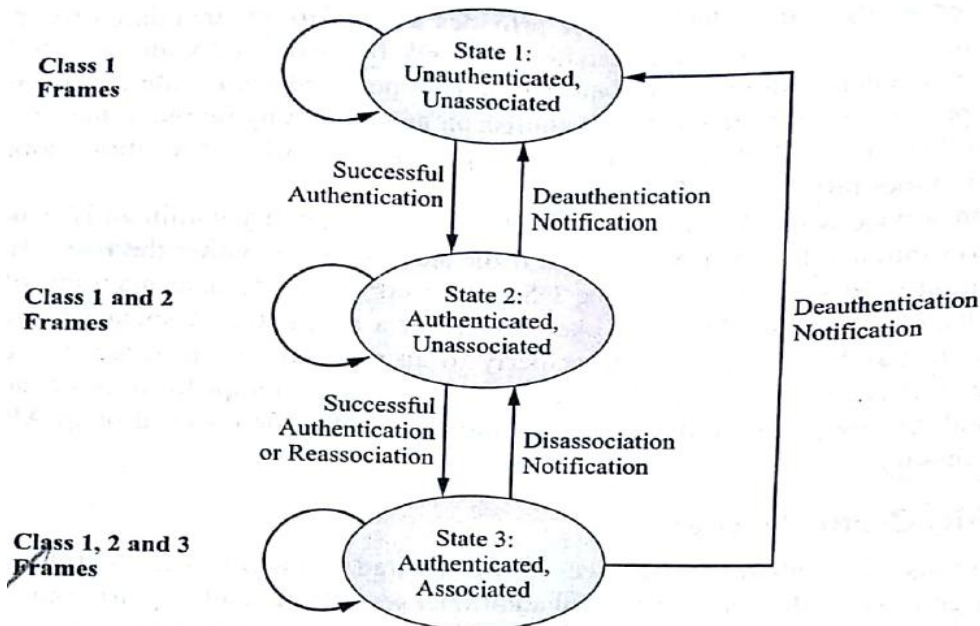 Class 1
Frames
State 1:
Unauthenticated,
Unassociated
Successful
Authentication
Deauthentication
Notification
Class 1 and 2
Frames
State 2:
Authenticated,
Unassociated
Deauthentication
Notification
Successful
Authentication
or Reassociation
Disassociation
Notification
Class 1, 2 and 3
Frames
State 3:
Authenticated,
Associated